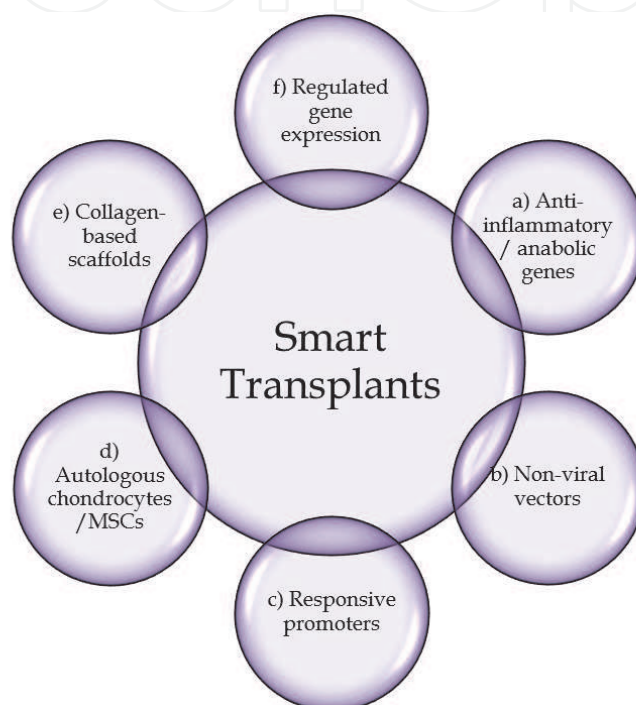 f) Regulated
gene
expression
a) Anti-
inflammatory
/ anabolic
genes
e) Collagen-
based
scaffolds
Smart
Transplants
d)
Autologous
chondrocytes
/MSCs
b) Non-viral
vectors
c) Responsive
promoters